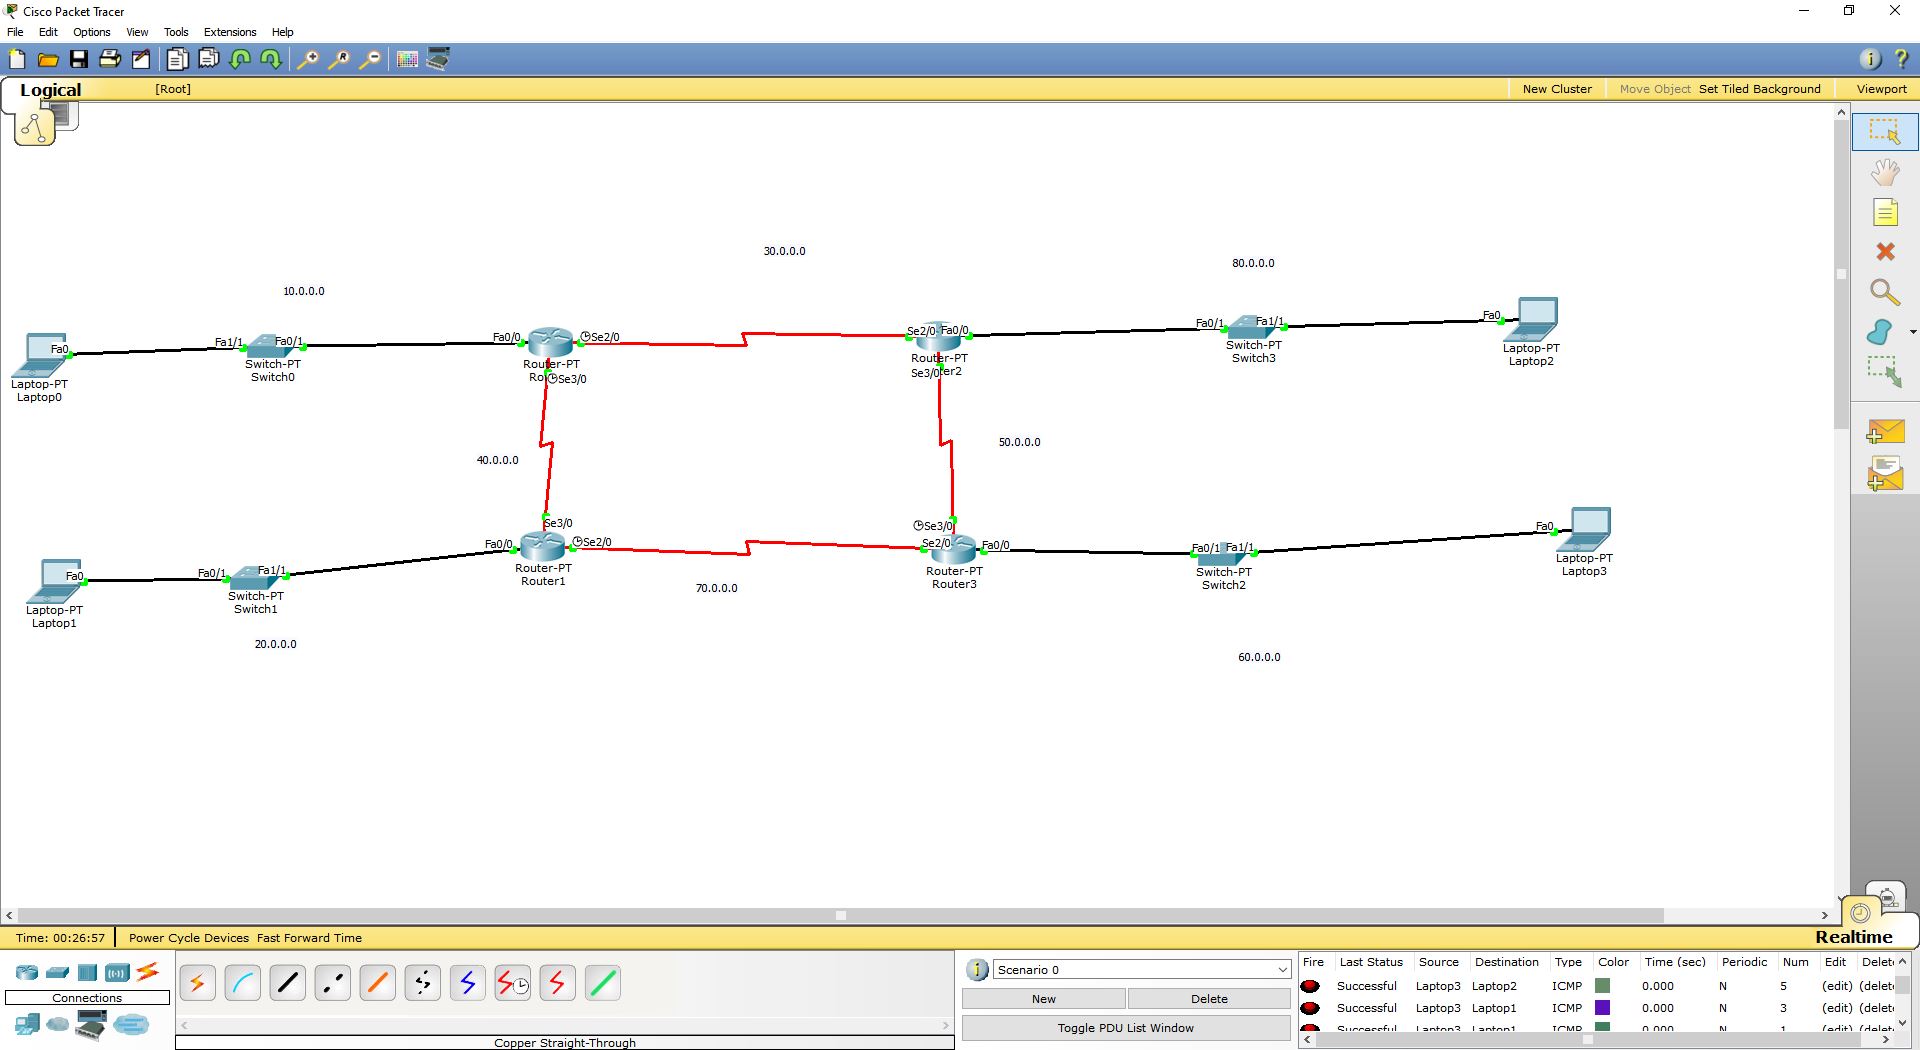 Cisco Packet Tracer
File Edit Options View Tools Extensions Help
Logical [Root] New Cluster Move Object Set Tiled Background Viewport
30.0.0.0
80.0.0.0
10.0.0.0
Fa0 Fa1/1 Fa0/1 Fa0/0 Se2/0 Se2/0 Fa0/0 Fa0/1 Fa1/1 Fa0
Laptop-PT
Laptop0
Switch-PT
Switch0
Router-PT
Se3/0
Router-PT
Se3/0
Switch-PT
Switch3
Laptop-PT
Laptop2
50.0.0.0
40.0.0.0
Se3/0
Se3/0
Fa0 Fa0/1 Fa1/1 Fa0/0 Se2/0 Se2/0 Fa0/0 Fa0/1 Fa1/1 Fa0
Laptop-PT
Laptop1
Switch-PT
Switch1
Router-PT
Router1
Router-PT
Router3
Switch-PT
Switch2
Laptop-PT
Laptop3
70.0.0.0
20.0.0.0
60.0.0.0
Time: 00:26:57 Power Cycle Devices Fast Forward Time Realtime
Connections
Copper Straight-Through
Scenario 0
New Delete
Toggle PDU List Window
Fire Last Status Source Destination Type Color Time (sec) Periodic Num Edit
Successful Laptop3 Laptop2 ICMP 0.000 N 5 (edit)
Successful Laptop3 Laptop1 ICMP 0.000 N 3 (edit)
Successful Laptop3 Laptop1 ICMP 0.000 N 1 (edit)